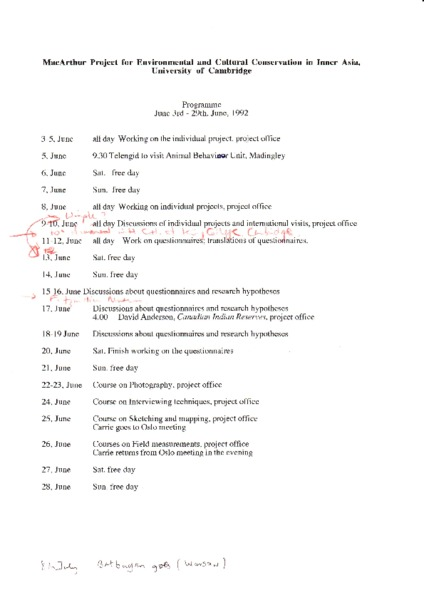 MacArthur Project for Environmental and Cultural Conservation in Inner Asia,
University of Cambridge
Programme
June 3rd - 29th, June, 1992
3-5, June all day Working on the individual project, project office
5, June 9.30 Telengid to visit Animal Behaviour Unit, Madingley
6, June Sat. free day
7, June Sun. free day
8, June all day Working on individual projects, project office
9-10, June all day Discussions of individual projects and international visits, project office
11-12, June all day Work on questionnaires; translations of questionnaires.
13, June Sat. free day
14, June Sun. free day
15-16, June Discussions about questionnaires and research hypotheses
17, June Discussions about questionnaires and research hypotheses
4.00 David Anderson, Canadian Indian Reserves, project office
18-19 June Discussions about questionnaires and research hypotheses
20, June Sat. Finish working on the questionnaires
21, June Sun. free day
22-23, June Course on Photography, project office
24, June Course on Interviewing techniques, project office
25, June Course on Sketching and mapping, project office
Carrie goes to Oslo meeting
26, June Courses on Field measurements, project office
Carrie returns from Oslo meeting in the evening
27, June Sat. free day
28, June Sun. free day
July goes (Warsaw)